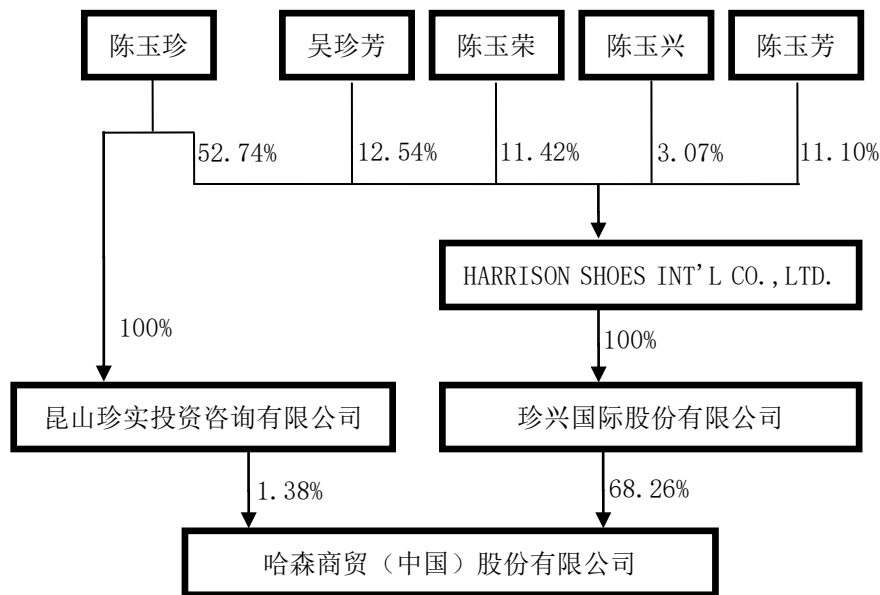 陈玉珍
吴珍芳
陈玉荣
陈玉兴
陈玉芳
52.74%
12.54%
11.42%
3.07%
11.10%
HARRISON SHOES INT'L CO.,LTD.
100%
100%
昆山珍实投资咨询有限公司
珍兴国际股份有限公司
1.38%
68.26%
哈森商贸（中国）股份有限公司